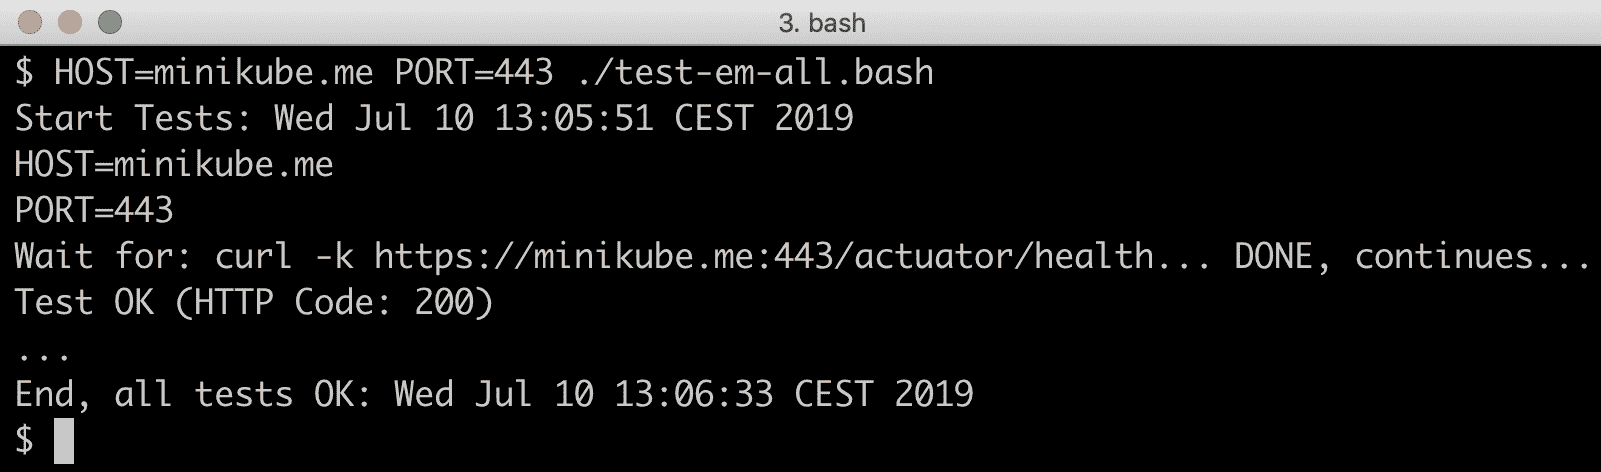 3. bash
$ HOST=minikube.me PORT=443 ./test-em-all.bash
Start Tests: Wed Jul 10 13:05:51 CEST 2019
HOST=minikube.me
PORT=443
Wait for: curl -k https://minikube.me:443/actuator/health... DONE, continues...
Test OK (HTTP Code: 200)
...
End, all tests OK: Wed Jul 10 13:06:33 CEST 2019
$